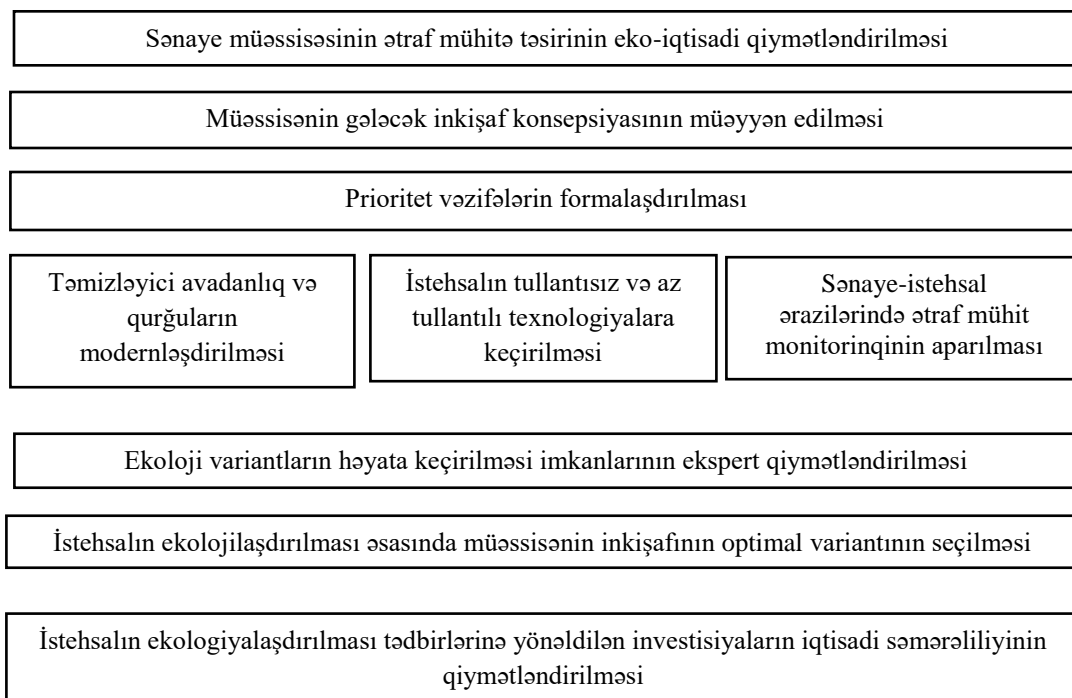 Sənaye müəssisəsinin ətraf mühitə təsirinin eko-iqtisadi qiymətləndirilməsi
Müəssisənin gələcək inkişaf konsepsiyasının müəyyən edilməsi
Prioritet vəzifələrin formalaşdırılması
Təmizləyici avadanlıq və
qurğuların
modernləşdirilməsi
İstehsalın tullantısız və az
tullantılı texnologiyalara
keçirilməsi
Sənaye-istehsal
ərazilərində ətraf mühit
monitorinqinin aparılması
Ekoloji variantların həyata keçirilməsi imkanlarının ekspert qiymətləndirilməsi
İstehsalın ekolojilaşdırılması əsasında müəssisənin inkişafının optimal variantının seçilməsi
İstehsalın ekologiyalaşdırılması tədbirlərinə yönəldilən investisiyaların iqtisadi səmərəliliyinin
qiymətləndirilməsi